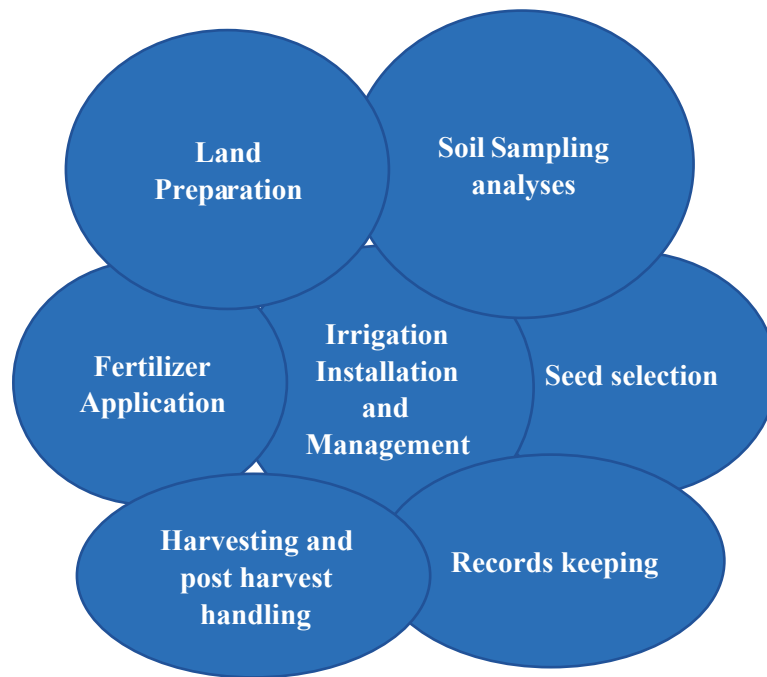 Land
Preparation
Soil Sampling
analyses
Fertilizer
Application
Irrigation
Installation
and
Management
Seed selection
Harvesting and
post harvest
handling
Records keeping